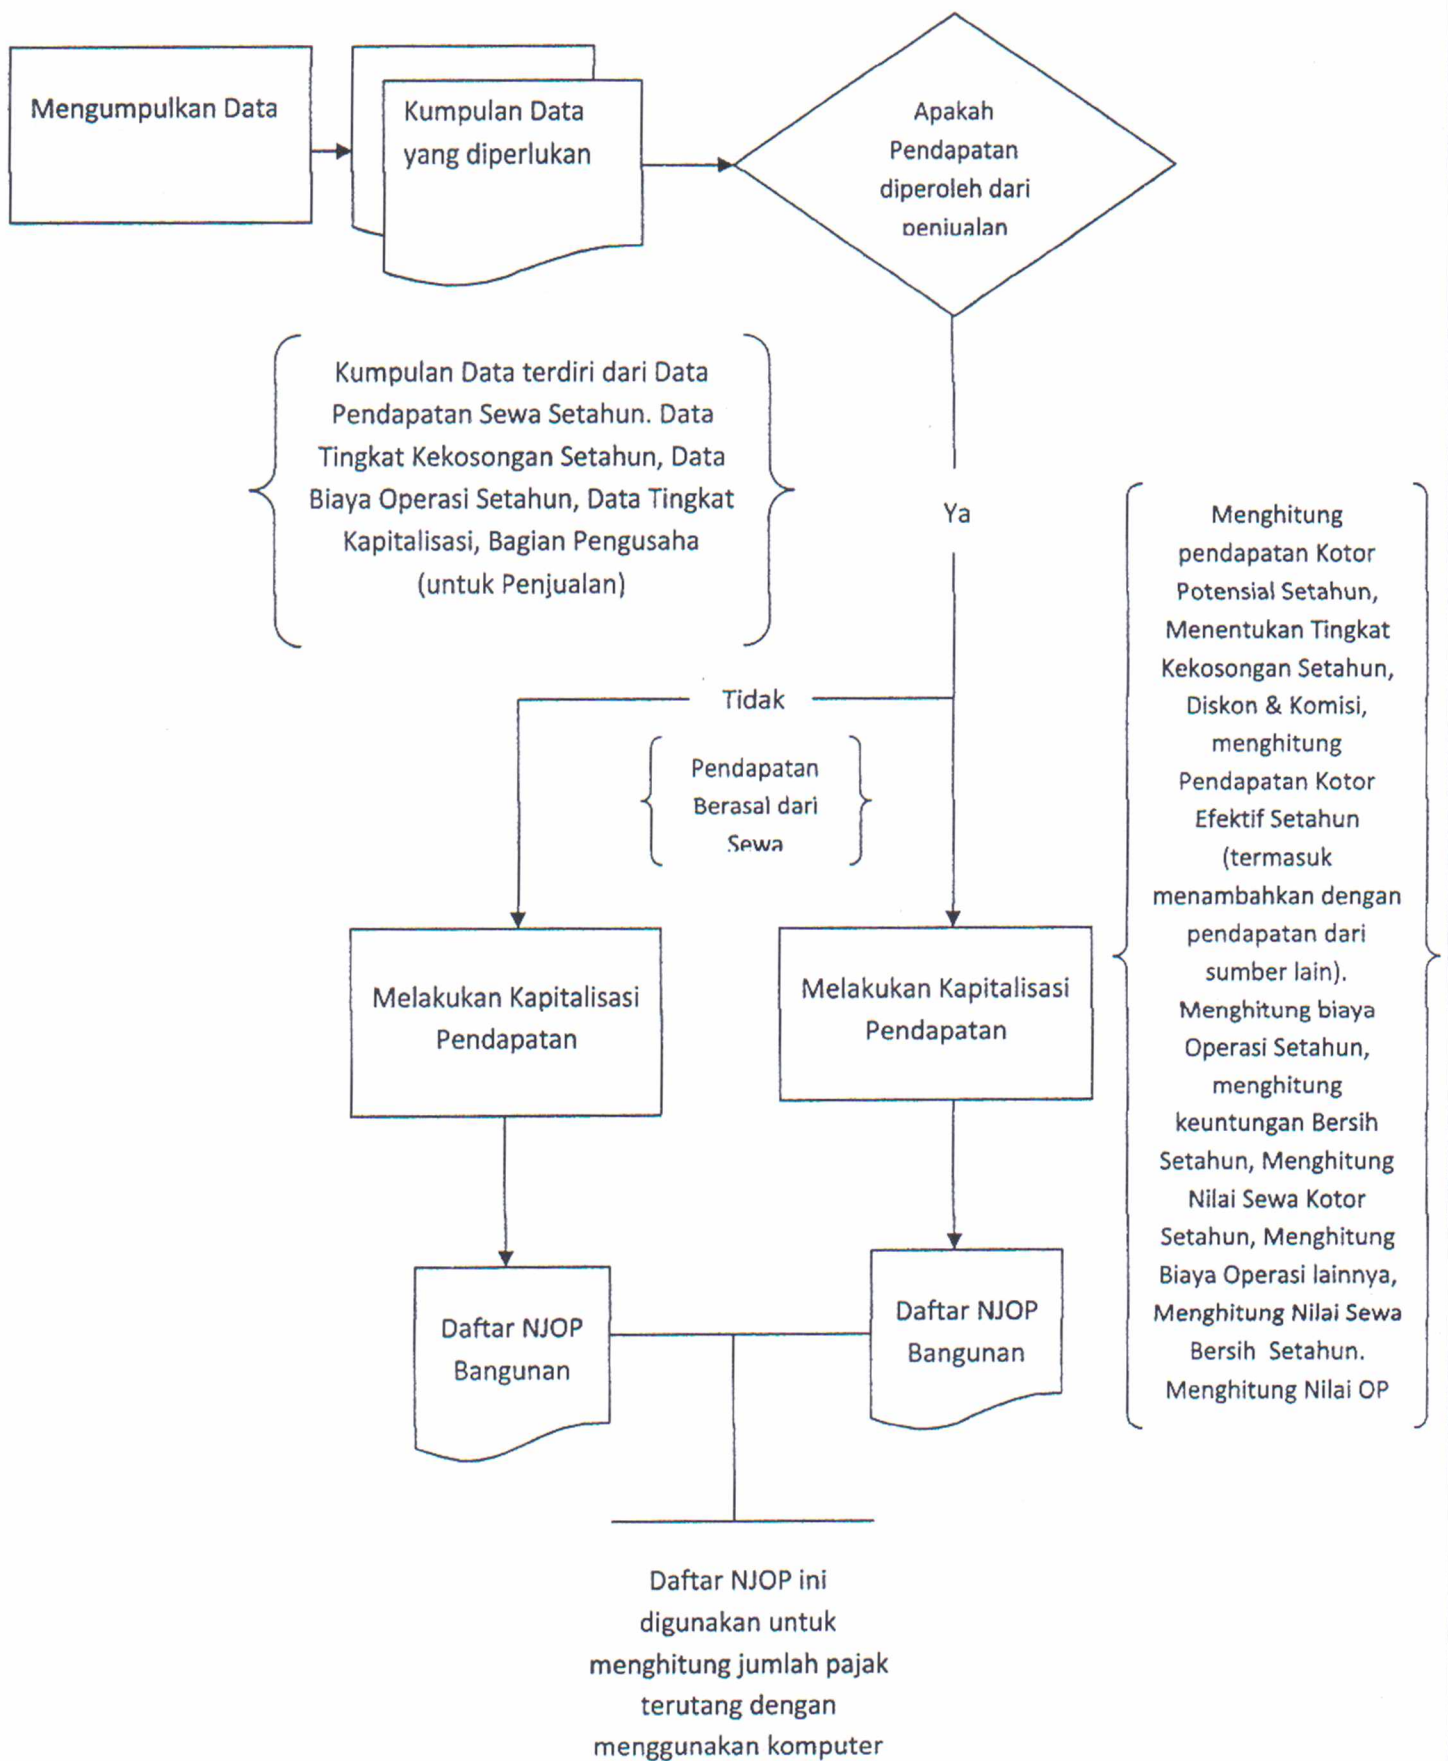 Mengumpulkan Data
Kumpulan Data
yang diperlukan
Apakah
Pendapatan
diperoleh dari
penjualan
Kumpulan Data terdiri dari Data
Pendapatan Sewa Setahun. Data
Tingkat Kekosongan Setahun, Data
Biaya Operasi Setahun, Data Tingkat
Kapitalisasi, Bagian Pengusaha
(untuk Penjualan)
Ya
Tidak
Pendapatan
Berasal dari
Sewa
Melakukan Kapitalisasi
Pendapatan
Melakukan Kapitalisasi
Pendapatan
Menghitung
pendapatan Kotor
Potensial Setahun,
Menentukan Tingkat
Kekosongan Setahun,
Diskon & Komisi,
menghitung
Pendapatan Kotor
Efektif Setahun
(termasuk
menambahkan dengan
pendapatan dari
sumber lain).
Menghitung biaya
Operasi Setahun,
menghitung
keuntungan Bersih
Setahun, Menghitung
Nilai Sewa Kotor
Setahun, Menghitung
Biaya Operasi lainnya,
Menghitung Nilai Sewa
Bersih Setahun.
Menghitung Nilai OP
Daftar NJOP
Bangunan
Daftar NJOP
Bangunan
Daftar NJOP ini
digunakan untuk
menghitung jumlah pajak
terutang dengan
menggunakan komputer